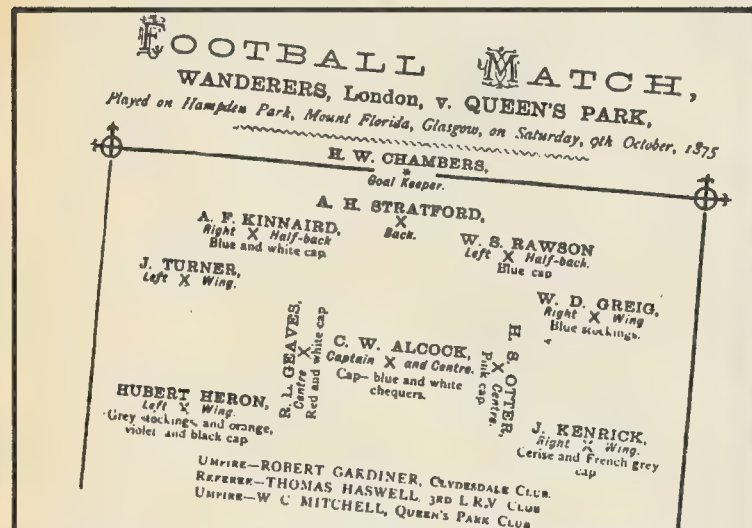 FOOTBALL MATCH,
WANDERERS, London, v. QUEEN'S PARK,
Played on Hampden Park, Mount Florida, Glasgow, on Saturday, 9th October, 1875
H. W. CHAMBERS,
Goal Keeper.
A. H. STRATFORD,
X
Back.
A. F. KINNAIRD,
Right X Half-back
Blue and white cap
W. S. RAWSON
Left X Half-back.
Blue cap
J. TURNER,
Left X Wing.
W. D. GREIG,
Right X Wing
Blue stockings.
R. L. GEAVES,
Centre X
Red and white cap
C. W. ALCOCK,
Captain X and Centre.
Cap— blue and white
chequers.
H. S. OTTER,
X Centre.
Pink cap
HUBERT HERON,
Left X Wing.
Grey stockings, and orange,
violet and black cap
J. KENRICK,
Right X Wing.
Cerise and French grey
cap
UMPIRE—ROBERT GARDINER, CLYDESDALE CLUB.
REFEREE—THOMAS HASWELL, 3RD L.R.V CLUB
UMPIRE—W C MITCHELL, QUEEN'S PARK CLUB